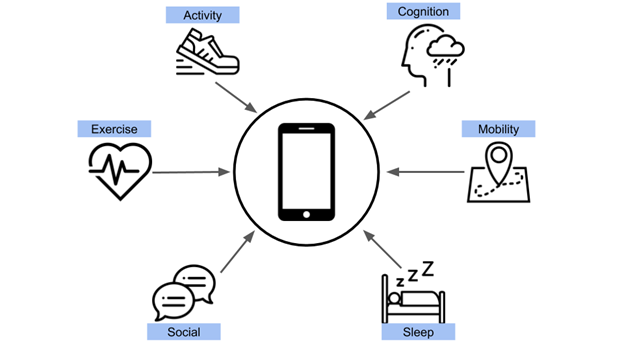 Activity
Cognition
Exercise
Mobility
Social
z z Z
Sleep